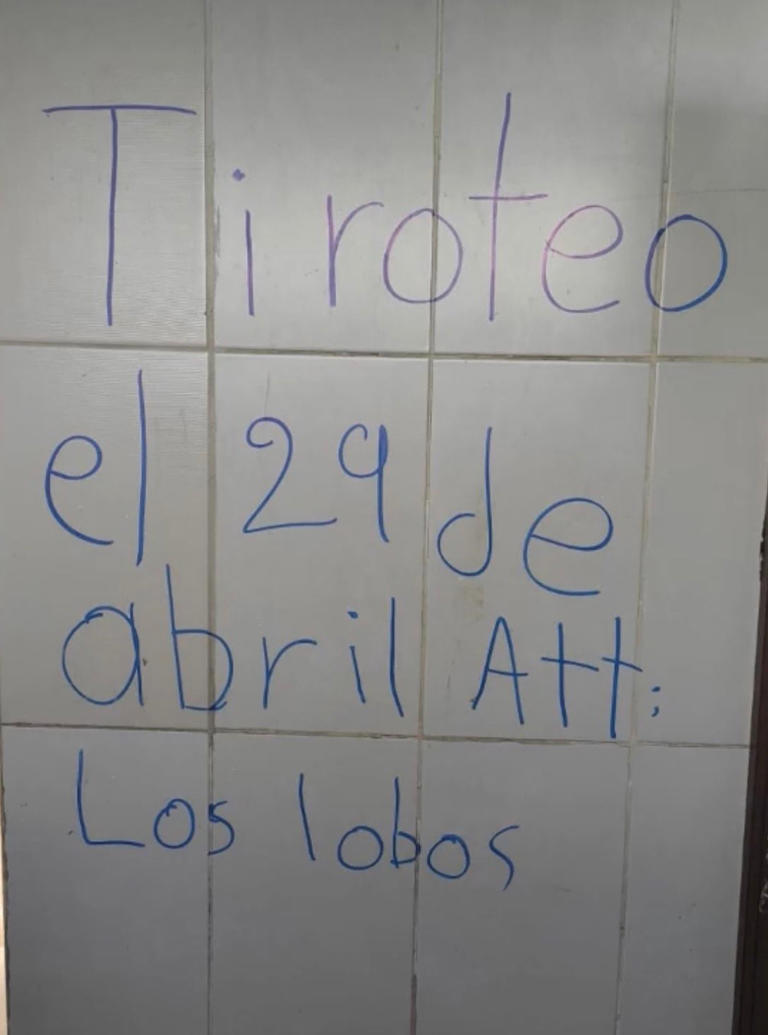 Tiroteo
el 29 de
abril Att:
Los lobos